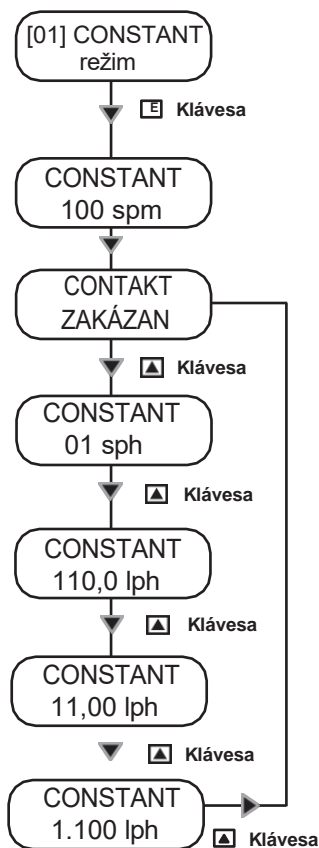 [01] CONSTANT
režim
E Klávesa
CONSTANT
100 spm
CONTAKT
ZAKÁZAN
Klávesa
CONSTANT
01 sph
Klávesa
CONSTANT
110,0 lph
Klávesa
CONSTANT
11,00 lph
Klávesa
CONSTANT
1.100 lph
Klávesa